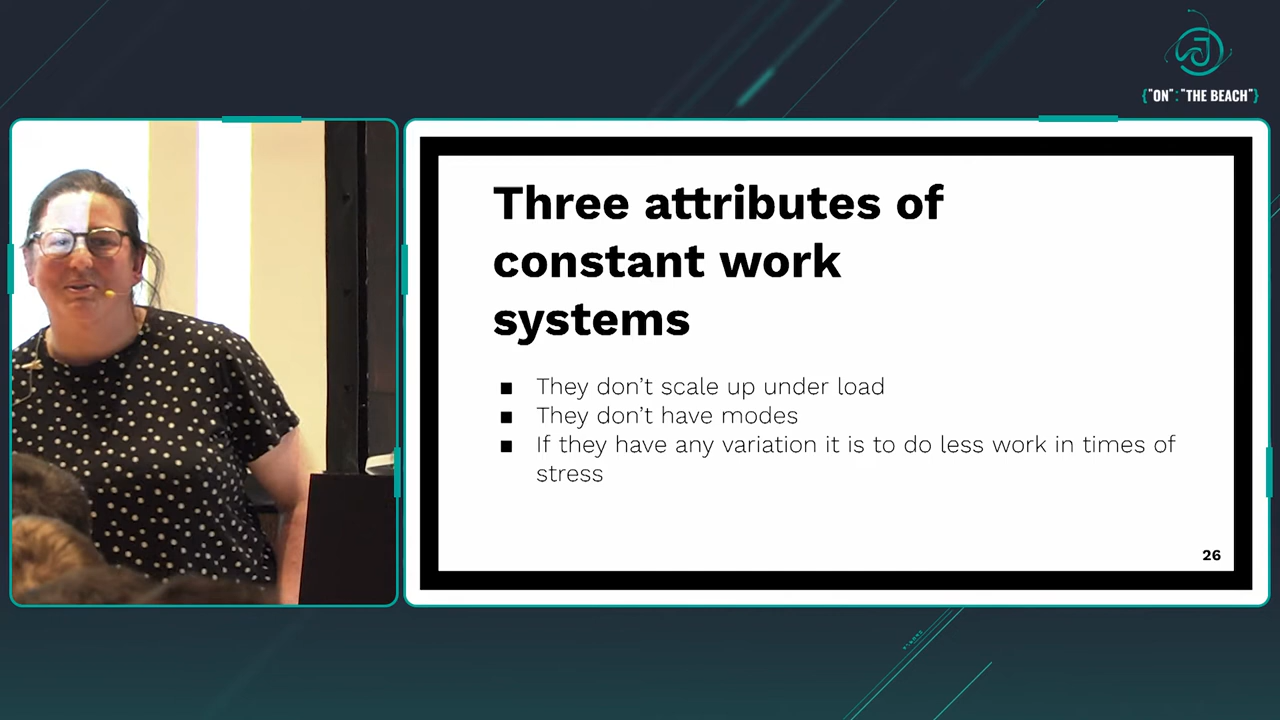 {"ON":"THE BEACH"}
Three attributes of
constant work
systems
■ They don't scale up under load
■ They don't have modes
■ If they have any variation it is to do less work in times of
stress
26